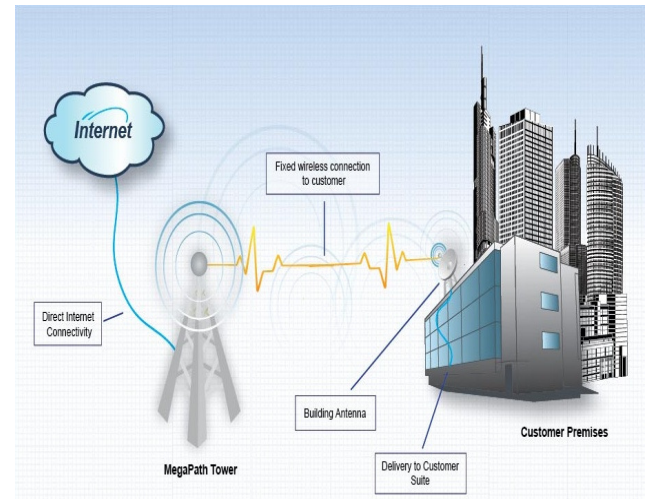 Internet
Fixed wireless connection
to customer
Direct Internet
Connectivity
Building Antenna
Customer Premises
MegaPath Tower
Delivery to Customer
Suite